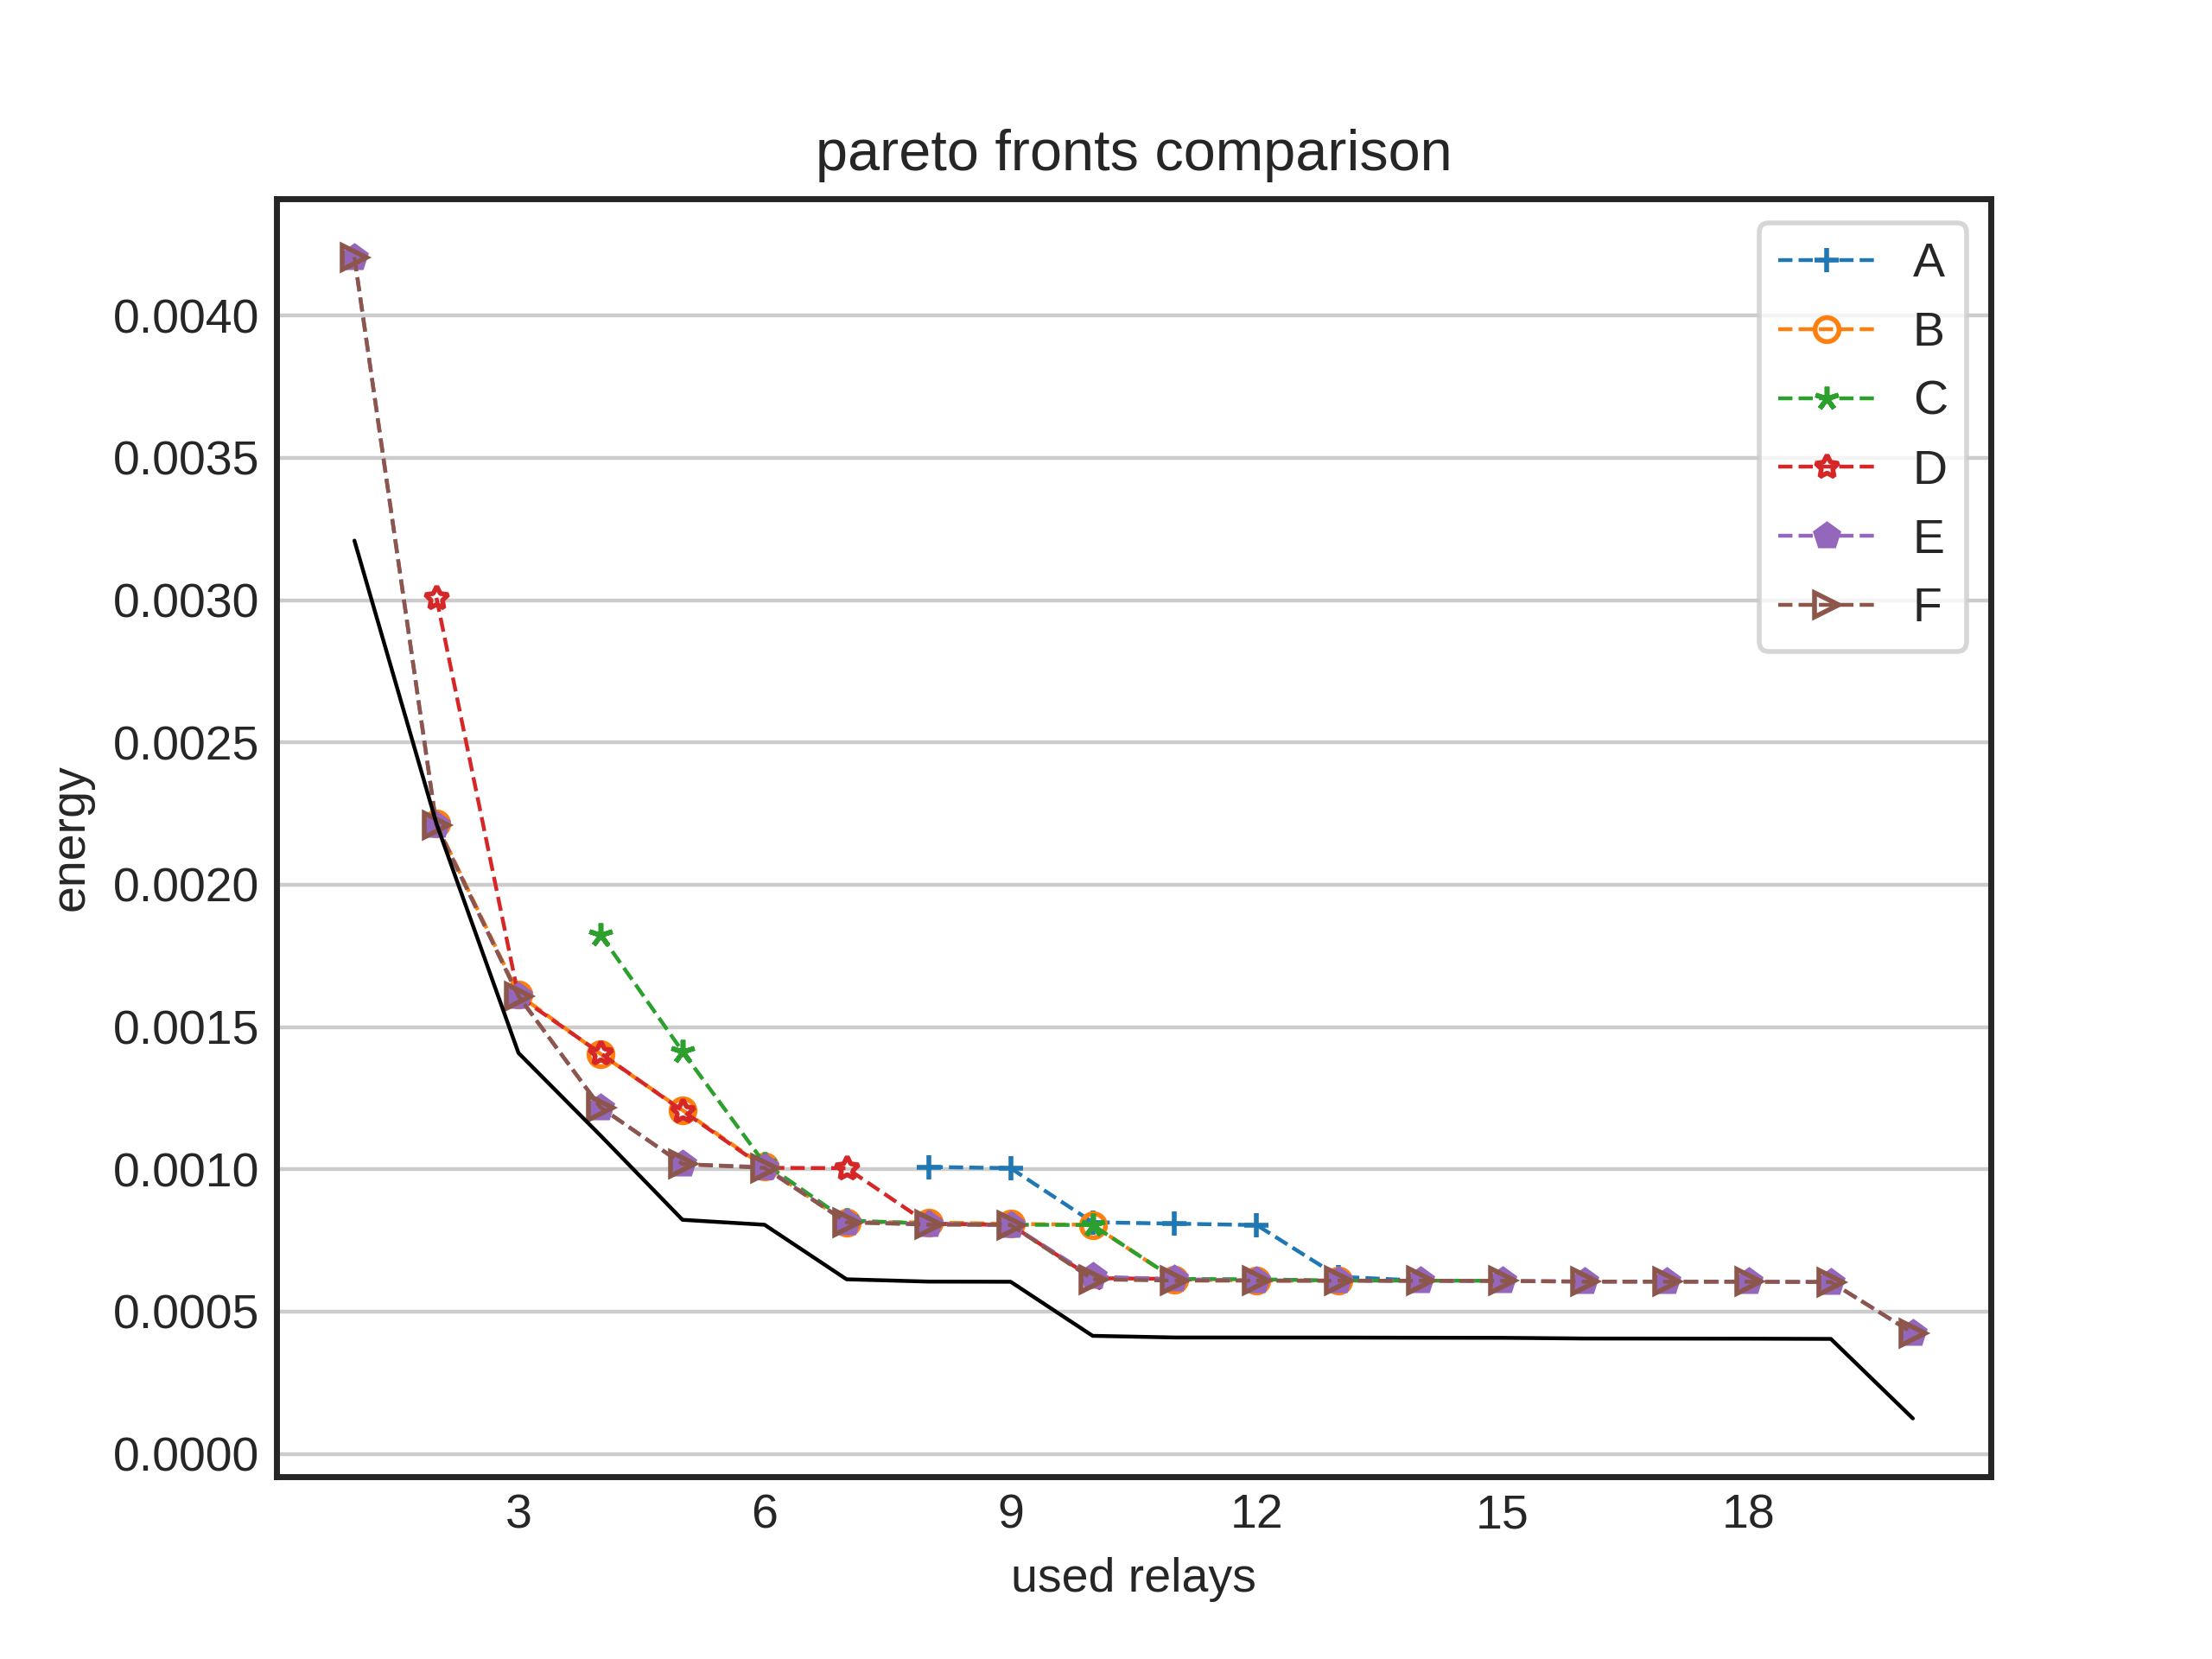 pareto fronts comparison
A
B
C
D
E
F
0.0040
0.0035
0.0030
0.0025
0.0020
0.0015
0.0010
0.0005
0.0000
energy
3 6 9 12 15 18
used relays